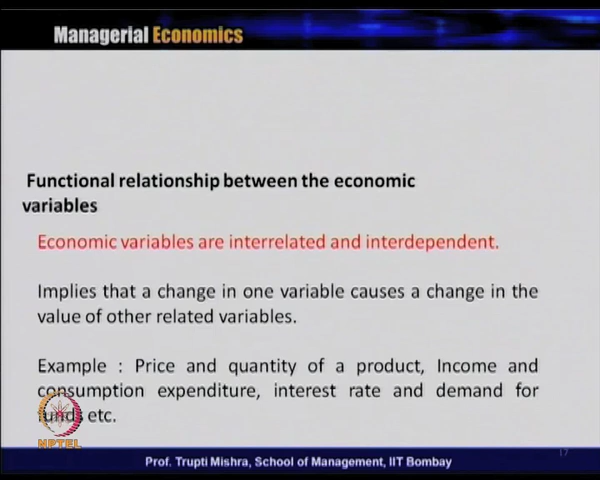 Managerial Economics
Functional relationship between the economic
variables
Economic variables are interrelated and interdependent.
Implies that a change in one variable causes a change in the
value of other related variables.
Example : Price and quantity of a product, Income and
consumption expenditure, interest rate and demand for
funds etc.
NPTEL
17
Prof. Trupti Mishra, School of Management, IIT Bombay